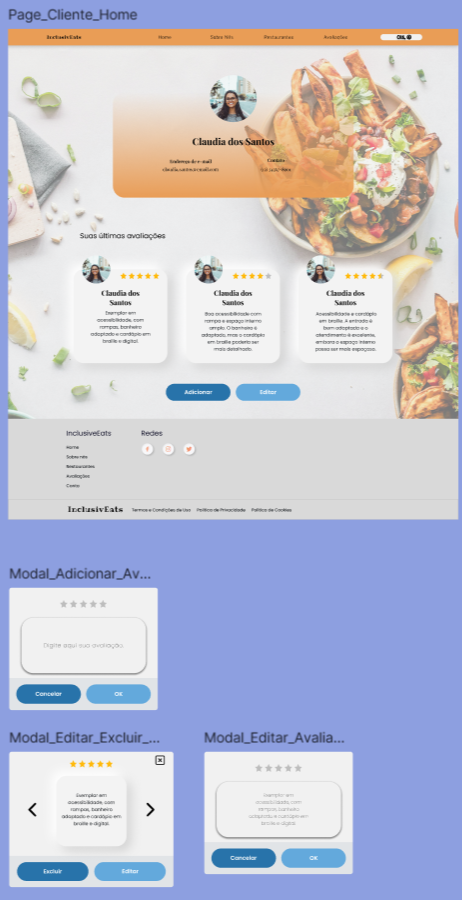 Page_Cliente_Home
InclusivEats
Home
Sobre Nós
Restaurantes
Avaliações
Olá,
Claudia dos Santos
Endereço de e-mail
Contato
Suas últimas avaliações
Claudia dos
Santos
Exemplar em
acessibilidade, com
rampas, banheiro
adaptado e cardápio em
braille e digital.
Claudia dos
Santos
Boa acessibilidade com
rampa e espaço interno
amplo. O banheiro é
adaptado, mas o cardápio
em braille poderia ser
mais detalhado.
Claudia dos
Santos
Acessibilidade e cardápio
em braille. A entrada é
bem adaptada e o
atendimento é excelente,
embora o espaço interno
possa ser mais espaçoso.
Adicionar
Editar
InclusiveEats
Redes
Home
Sobre nós
Restaurantes
Avaliações
Conta
InclusivEats
Termos e Condições de Uso
Política de Privacidade
Política de Cookies
Modal_Adicionar_Av...
Digite aqui sua avaliação
Cancelar
OK
Modal_Editar_Excluir_...
Exemplar em
acessibilidade, com
rampas, banheiro
adaptado e cardápio em
braille e digital.
Excluir
Editar
Modal_Editar_Avalia...
Exemplar em
acessibilidade, com
rampas, banheiro
adaptado e cardápio em
braille e digital.
Cancelar
OK